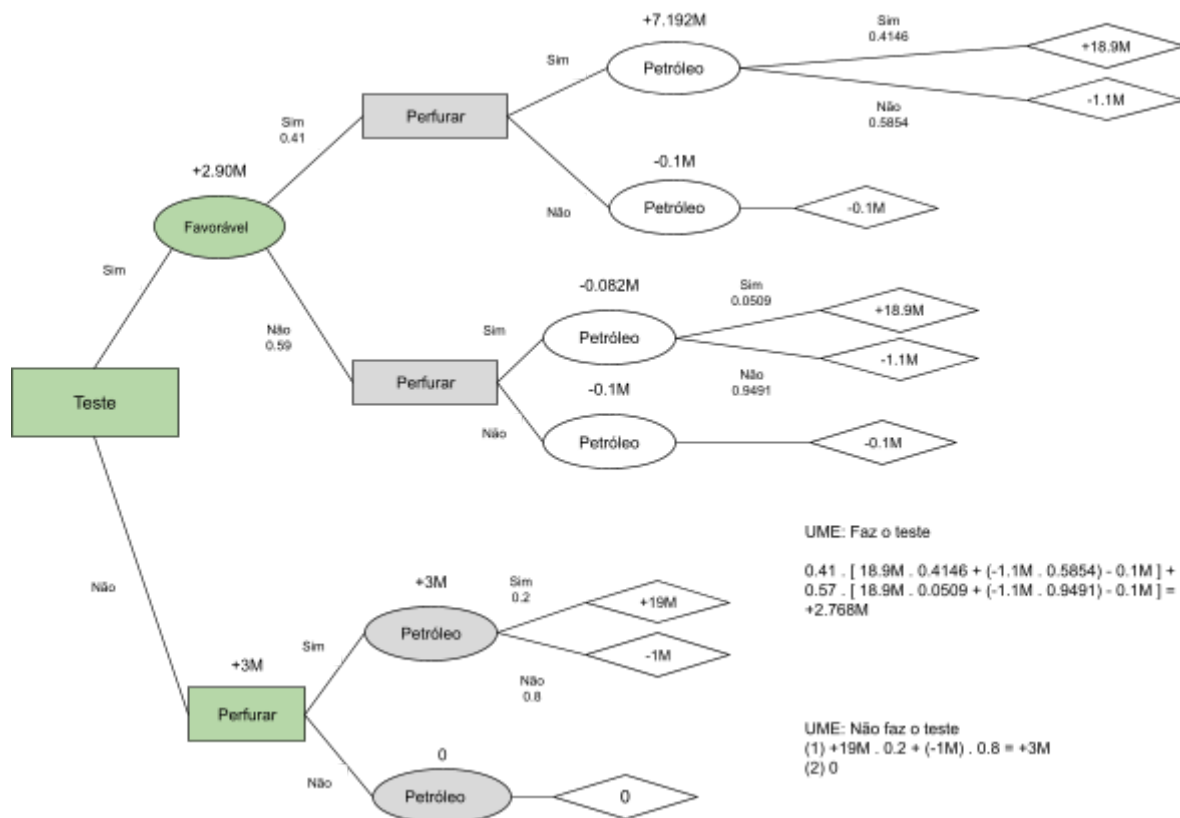 +7.192M
Sim
0.4146
+18.9M
Petróleo
Sim
Não
0.5854
-1.1M
Perfurar
Sim
0.41
-0.1M
+2.90M
Não
Petróleo
-0.1M
Favorável
Sim
-0.082M
Sim
0.0509
+18.9M
Não
0.59
Sim
Petróleo
-1.1M
Não
0.9491
Perfurar
-0.1M
Teste
Não
Petróleo
-0.1M
UME: Faz o teste
0.41 . [ 18.9M . 0.4146 + (-1.1M . 0.5854) - 0.1M ] +
0.57 . [ 18.9M . 0.0509 + (-1.1M . 0.9491) - 0.1M ] =
+2.768M
Não
+3M
Sim
0.2
+19M
Petróleo
Sim
-1M
+3M
Não
0.8
Perfurar
UME: Não faz o teste
(1) +19M . 0.2 + (-1M) . 0.8 = +3M
(2) 0
0
Não
Petróleo
0